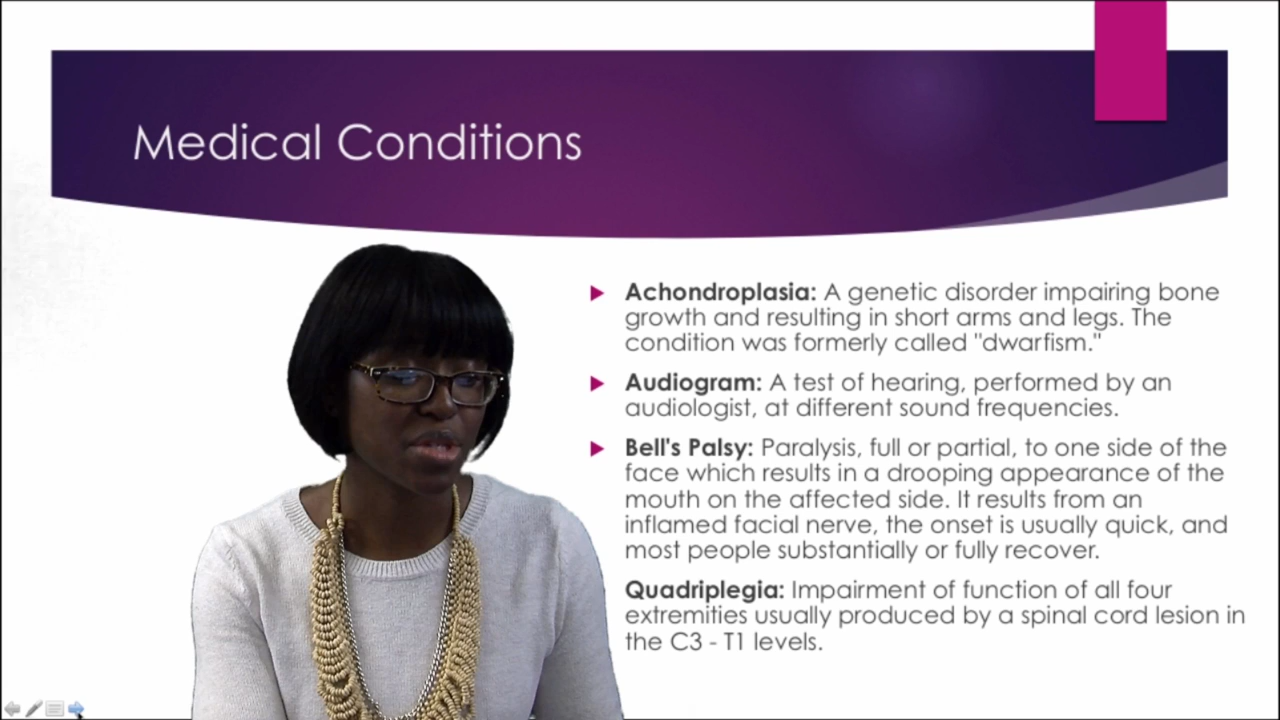 Medical Conditions
Achondroplasia: A genetic disorder impairing bone
growth and resulting in short arms and legs. The
condition was formerly called "dwarfism."
Audiogram: A test of hearing, performed by an
audiologist, at different sound frequencies.
Bell's Palsy: Paralysis, full or partial, to one side of the
face which results in a drooping appearance of the
mouth on the affected side. It results from an
inflamed facial nerve, the onset is usually quick, and
most people substantially or fully recover.
Quadriplegia: Impairment of function of all four
extremities usually produced by a spinal cord lesion in
the C3 - T1 levels.